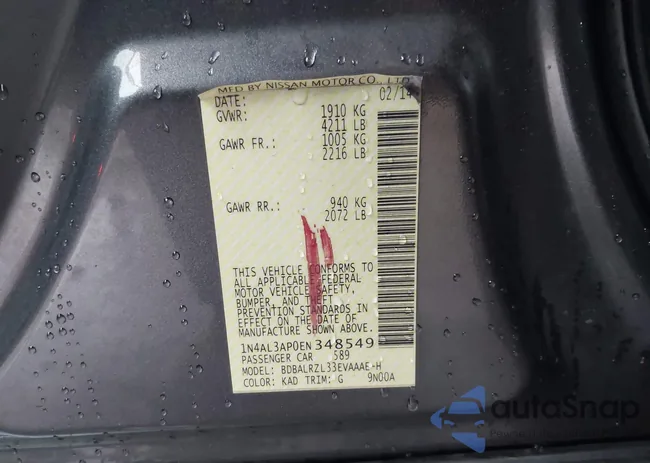 MFD BY NISSAN MOTOR CO., LTD.
DATE: 02/14
GVWR: 1910 KG
4211 LB
GAWR FR.: 1005 KG
2216 LB
GAWR RR.: 940 KG
2072 LB
THIS VEHICLE CONFORMS TO
ALL APPLICABLE FEDERAL
MOTOR VEHICLE SAFETY,
BUMPER, AND THEFT
PREVENTION STANDARDS IN
EFFECT ON THE DATE OF
MANUFACTURE SHOWN ABOVE.
1N4AL3AP0EN348549
PASSENGER CAR 589
MODEL: BDBALRZL33EVAAAE-H
COLOR: KAD TRIM: G 9N00A
autoSnap